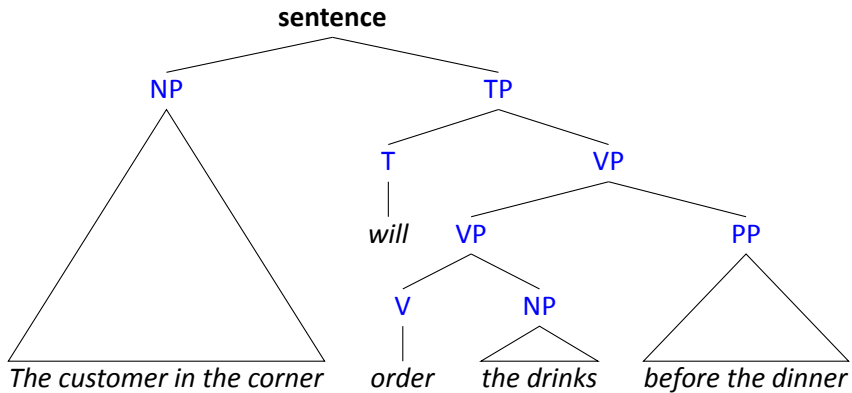 sentence
NP TP
T VP
will VP PP
V NP
The customer in the corner order the drinks before the dinner